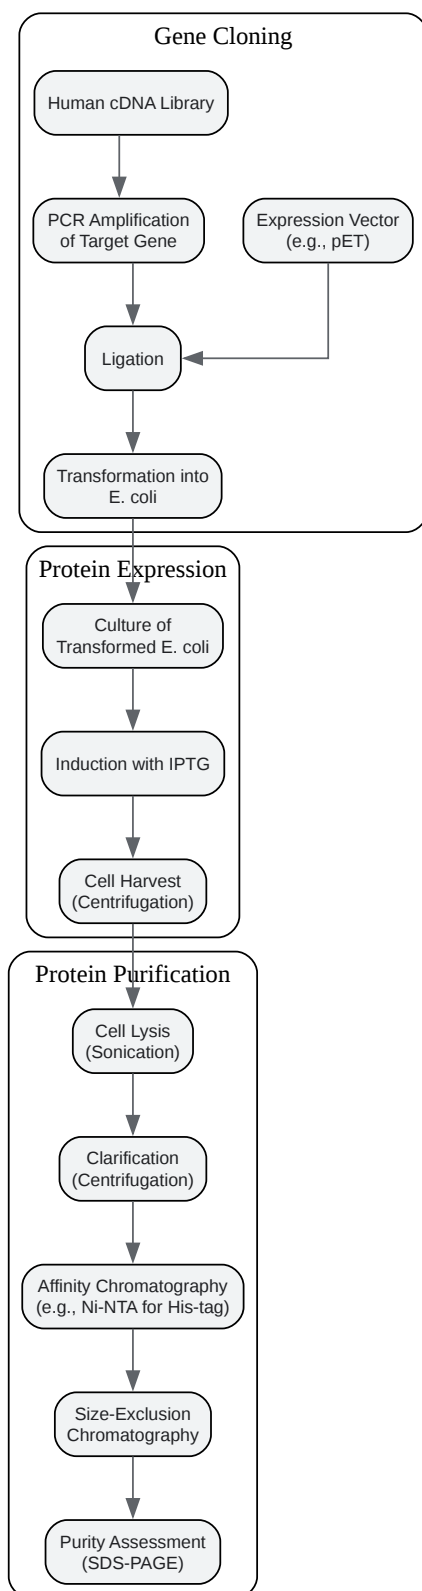 Gene Cloning
Human cDNA Library
PCR Amplification
of Target Gene
Expression Vector
(e.g., pET)
Ligation
Transformation into
E. coli
Protein Expression
Culture of
Transformed E. coli
Induction with IPTG
Cell Harvest
(Centrifugation)
Protein Purification
Cell Lysis
(Sonication)
Clarification
(Centrifugation)
Affinity Chromatography
(e.g., Ni-NTA for His-tag)
Size-Exclusion
Chromatography
Purity Assessment
(SDS-PAGE)